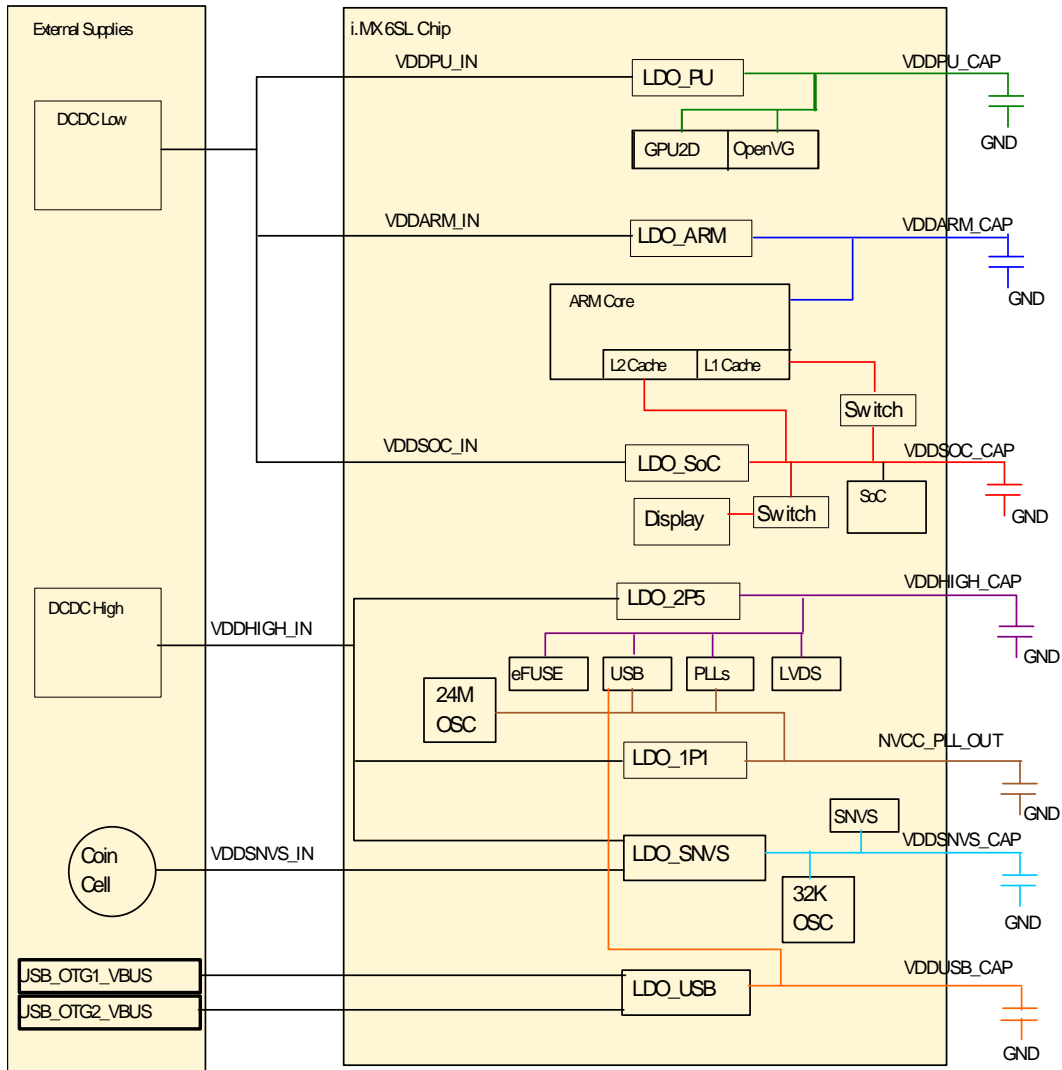 External Supplies
i.MX 6SL Chip
VDDPU_IN
LDO_PU
VDDPU_CAP
DCDC Low
GND
GPU2D
OpenVG
VDDARM_IN
LDO_ARM
VDDARM_CAP
GND
ARM Core
L2 Cache
L1 Cache
Switch
VDDSOC_IN
LDO_SoC
VDDSOC_CAP
SoC
Display
Switch
GND
DCDC High
LDO_2P5
VDDHIGH_CAP
VDDHIGH_IN
GND
eFUSE
USB
PLLs
LVDS
24M
OSC
NVCC_PLL_OUT
LDO_1P1
GND
SNVS
Coin
Cell
VDDSNVS_IN
LDO_SNVS
VDDSNVS_CAP
32K
OSC
GND
USB_OTG1_VBUS
USB_OTG2_VBUS
LDO_USB
VDDUSB_CAP
GND